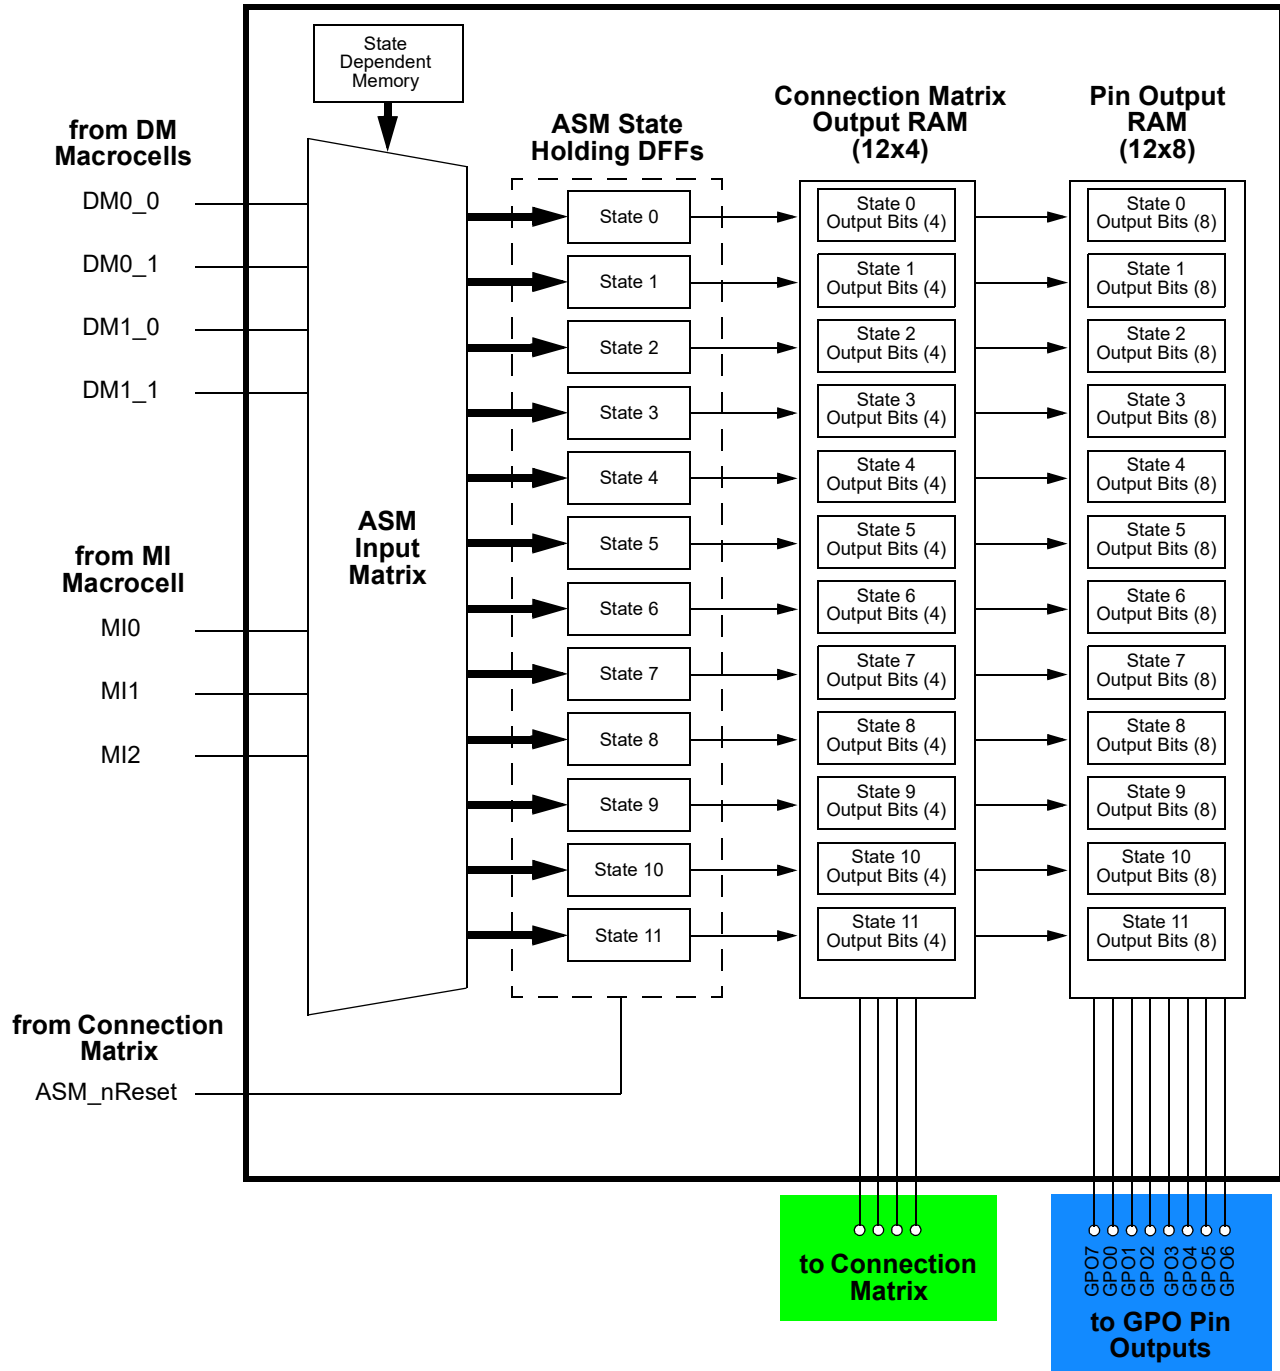 State
Dependent
Memory
from DM
Macrocells
DM0_0
DM0_1
DM1_0
DM1_1
from MI
Macrocell
MI0
MI1
MI2
from Connection
Matrix
ASM_nReset
ASM
Input
Matrix
ASM State
Holding DFFs
State 0
State 1
State 2
State 3
State 4
State 5
State 6
State 7
State 8
State 9
State 10
State 11
Connection Matrix
Output RAM
(12x4)
State 0
Output Bits (4)
State 1
Output Bits (4)
State 2
Output Bits (4)
State 3
Output Bits (4)
State 4
Output Bits (4)
State 5
Output Bits (4)
State 6
Output Bits (4)
State 7
Output Bits (4)
State 8
Output Bits (4)
State 9
Output Bits (4)
State 10
Output Bits (4)
State 11
Output Bits (4)
Pin Output
RAM
(12x8)
State 0
Output Bits (8)
State 1
Output Bits (8)
State 2
Output Bits (8)
State 3
Output Bits (8)
State 4
Output Bits (8)
State 5
Output Bits (8)
State 6
Output Bits (8)
State 7
Output Bits (8)
State 8
Output Bits (8)
State 9
Output Bits (8)
State 10
Output Bits (8)
State 11
Output Bits (8)
to Connection
Matrix
GPO7
GPO0
GPO1
GPO2
GPO3
GPO4
GPO5
GPO6
to GPO Pin
Outputs